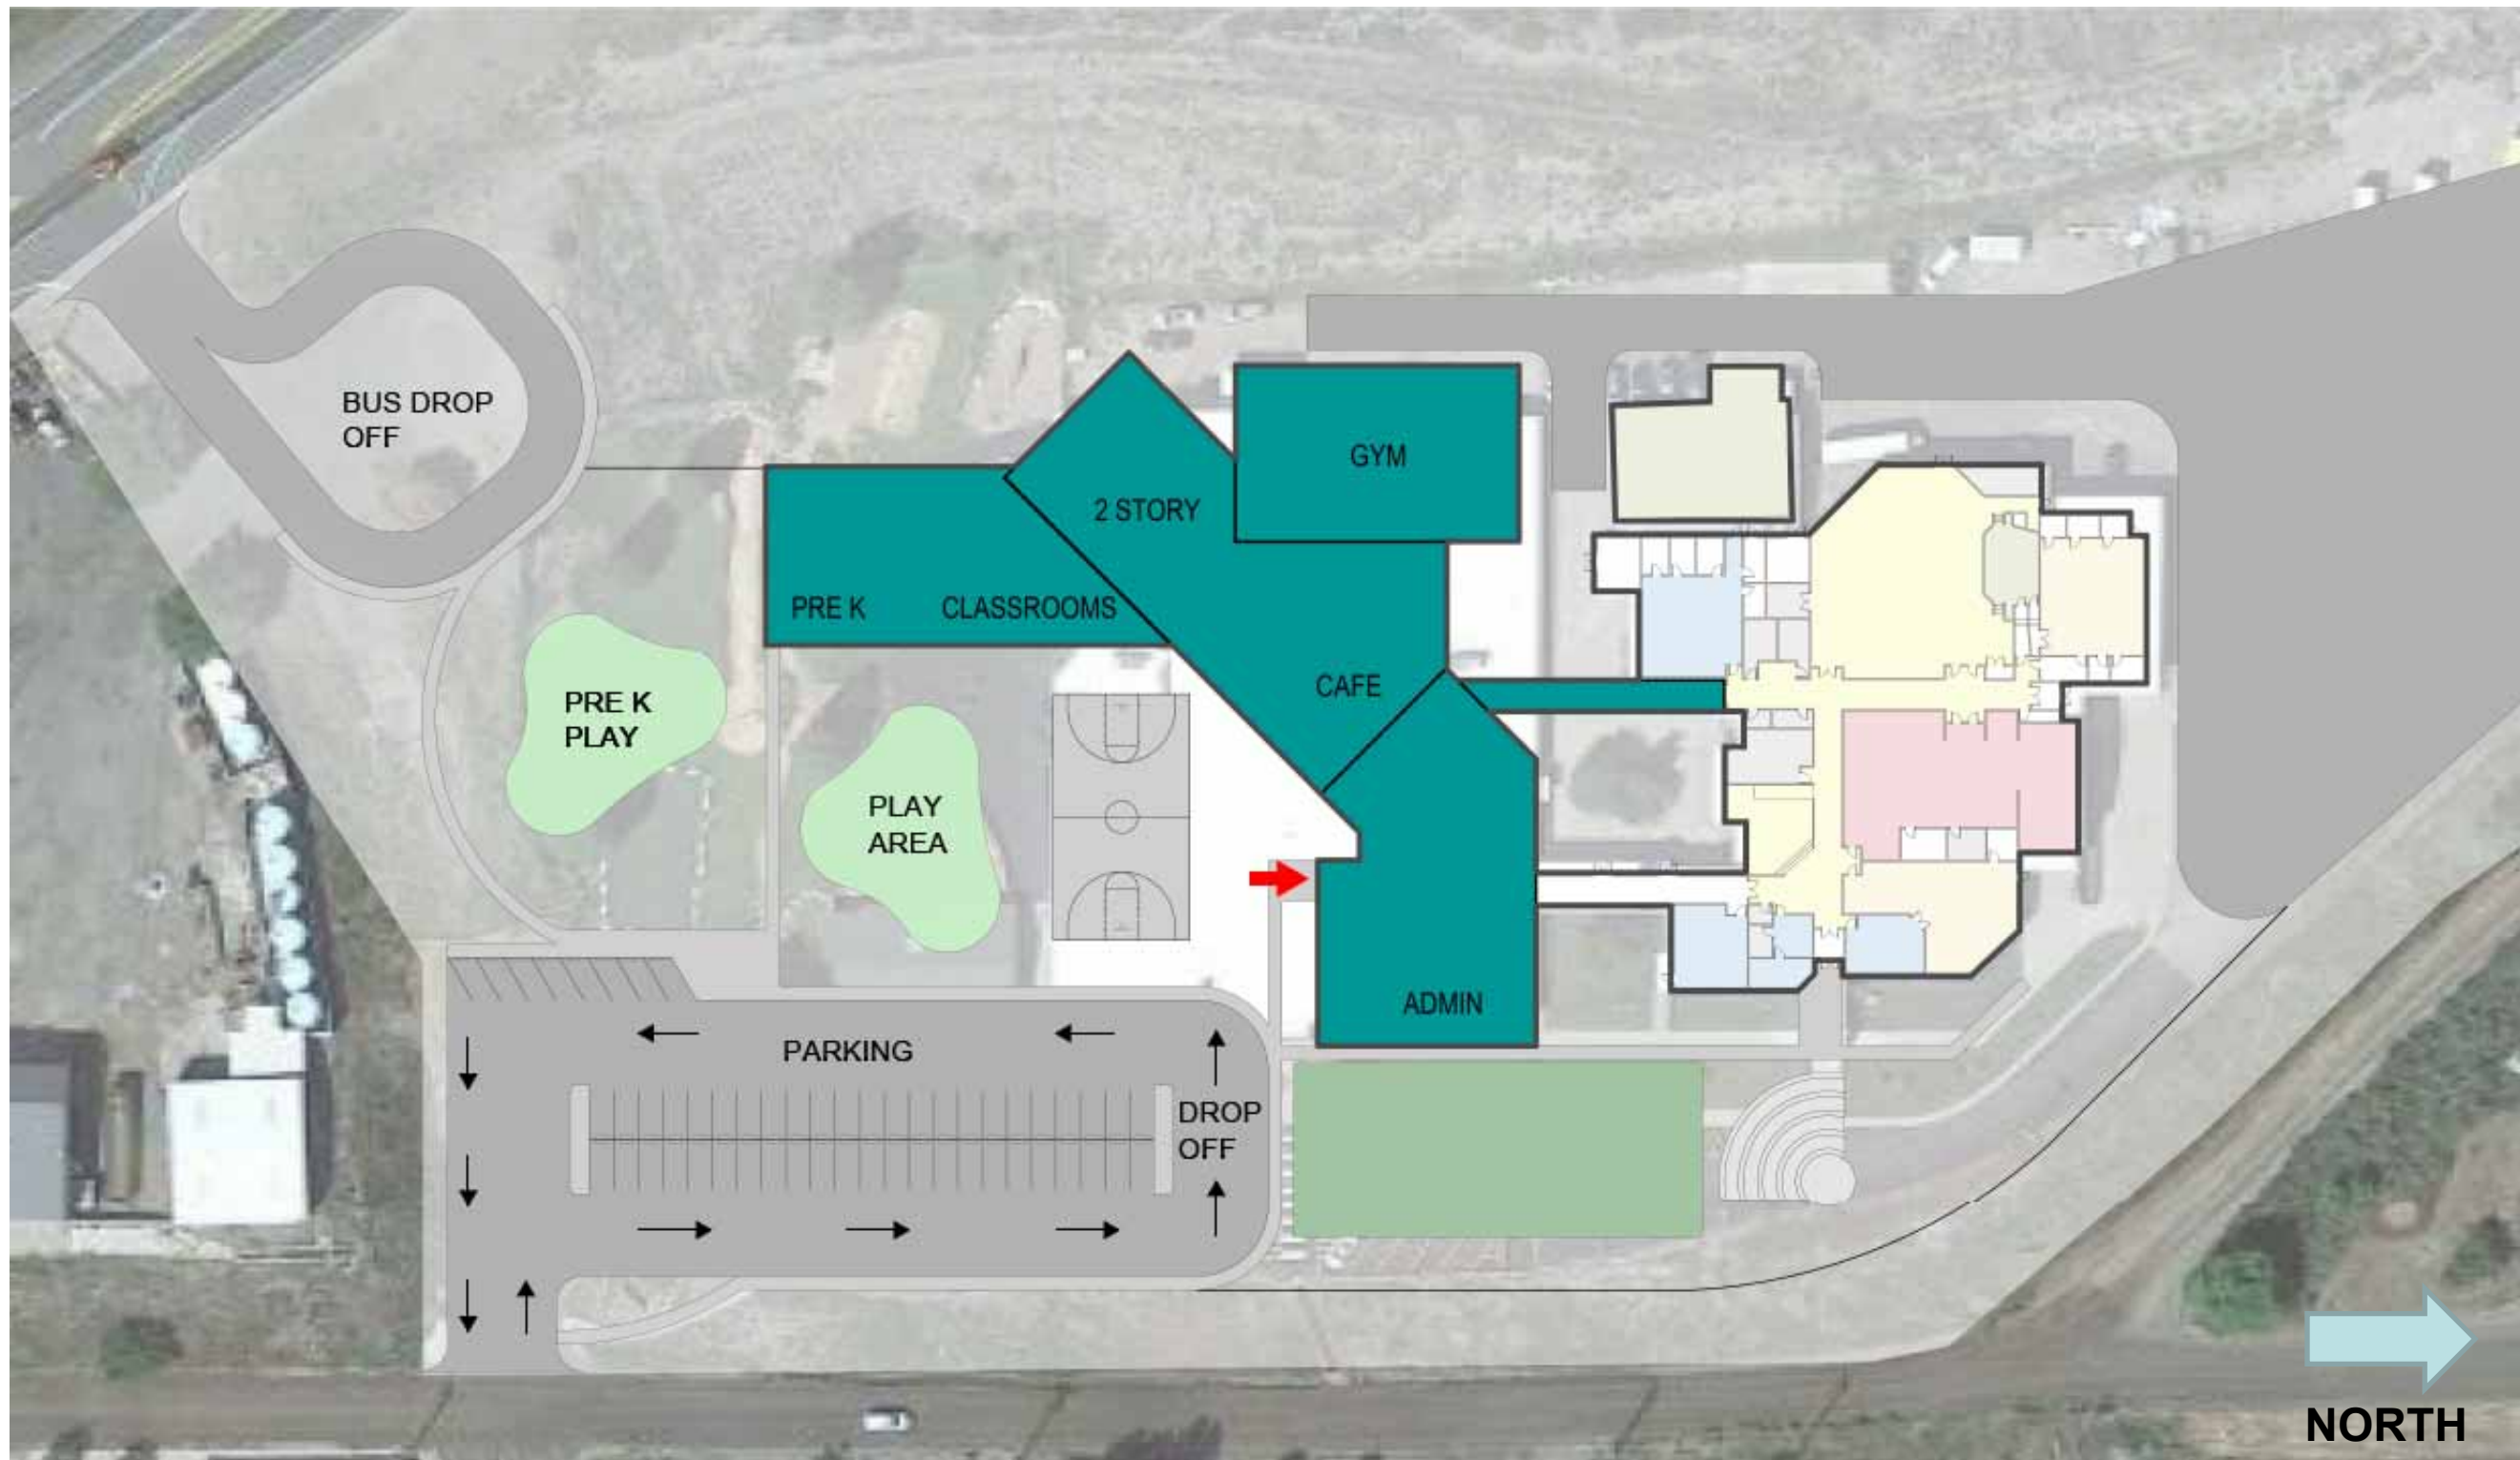 BUS DROP
OFF
GYM
2 STORY
PRE K
CLASSROOMS
CAFE
PRE K
PLAY
PLAY
AREA
ADMIN
PARKING
DROP
OFF
NORTH